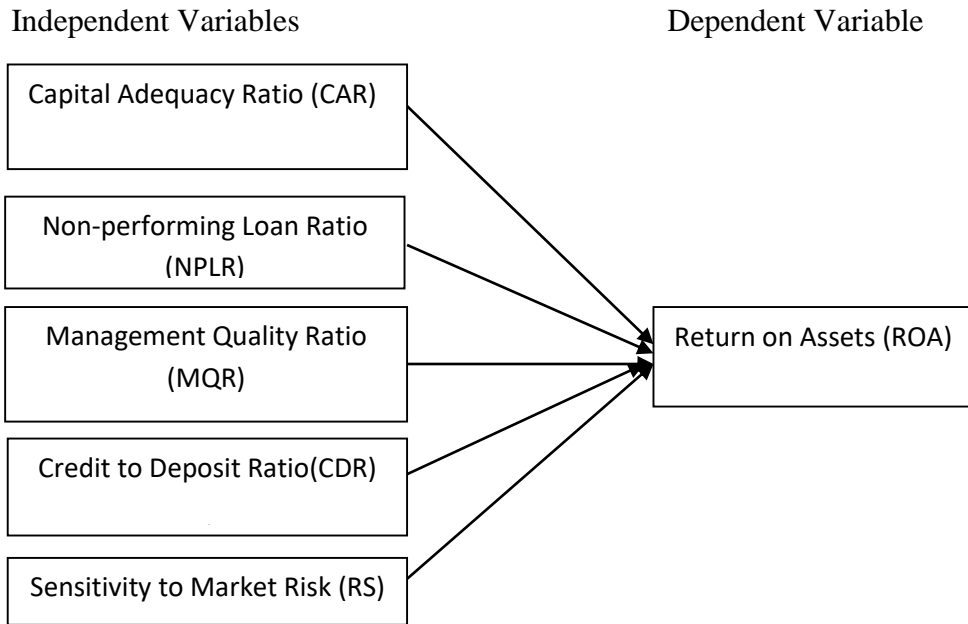 Independent Variables
Dependent Variable
Capital Adequacy Ratio (CAR)
Non-performing Loan Ratio
(NPLR)
Management Quality Ratio
(MQR)
Credit to Deposit Ratio(CDR)
Sensitivity to Market Risk (RS)
Return on Assets (ROA)